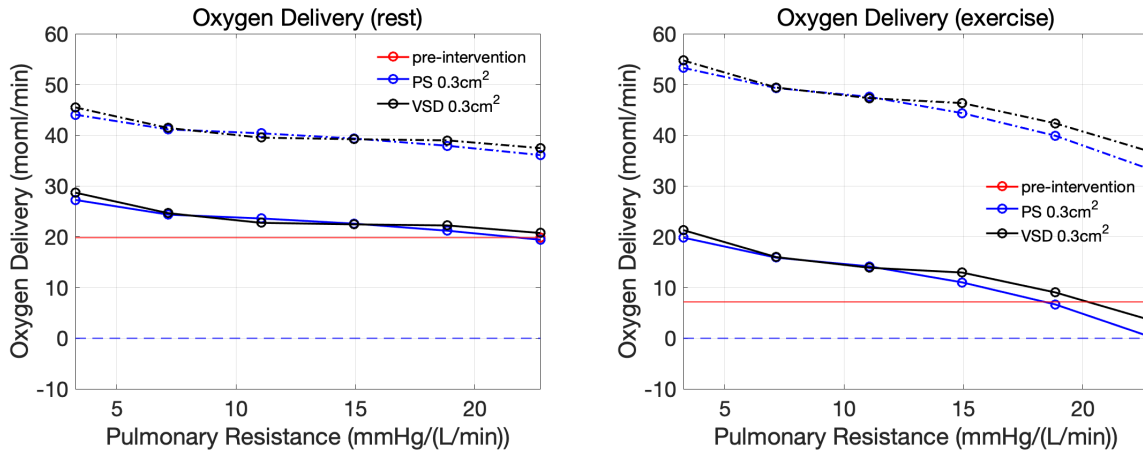 Oxygen Delivery (rest)
60
50
40
30
20
10
0
-10
Oxygen Delivery (moml/min)
pre-intervention
PS 0.3cm²
VSD 0.3cm²
5 10 15 20
Pulmonary Resistance (mmHg/(L/min))
Oxygen Delivery (exercise)
60
50
40
30
20
10
0
-10
Oxygen Delivery (moml/min)
pre-intervention
PS 0.3cm²
VSD 0.3cm²
5 10 15 20
Pulmonary Resistance (mmHg/(L/min))